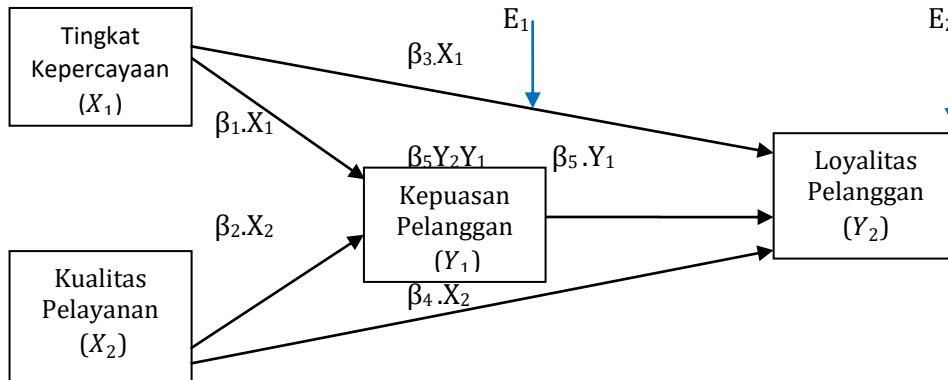 E₁
E₂
Tingkat
Kepercayaan
(X₁)
β₃.X₁
β₁.X₁
β₅Y₂Y₁
β₅.Y₁
Loyalitas
Pelanggan
(Y₂)
Kepuasan
Pelanggan
(Y₁)
β₂.X₂
Kualitas
Pelayanan
(X₂)
β₄.X₂